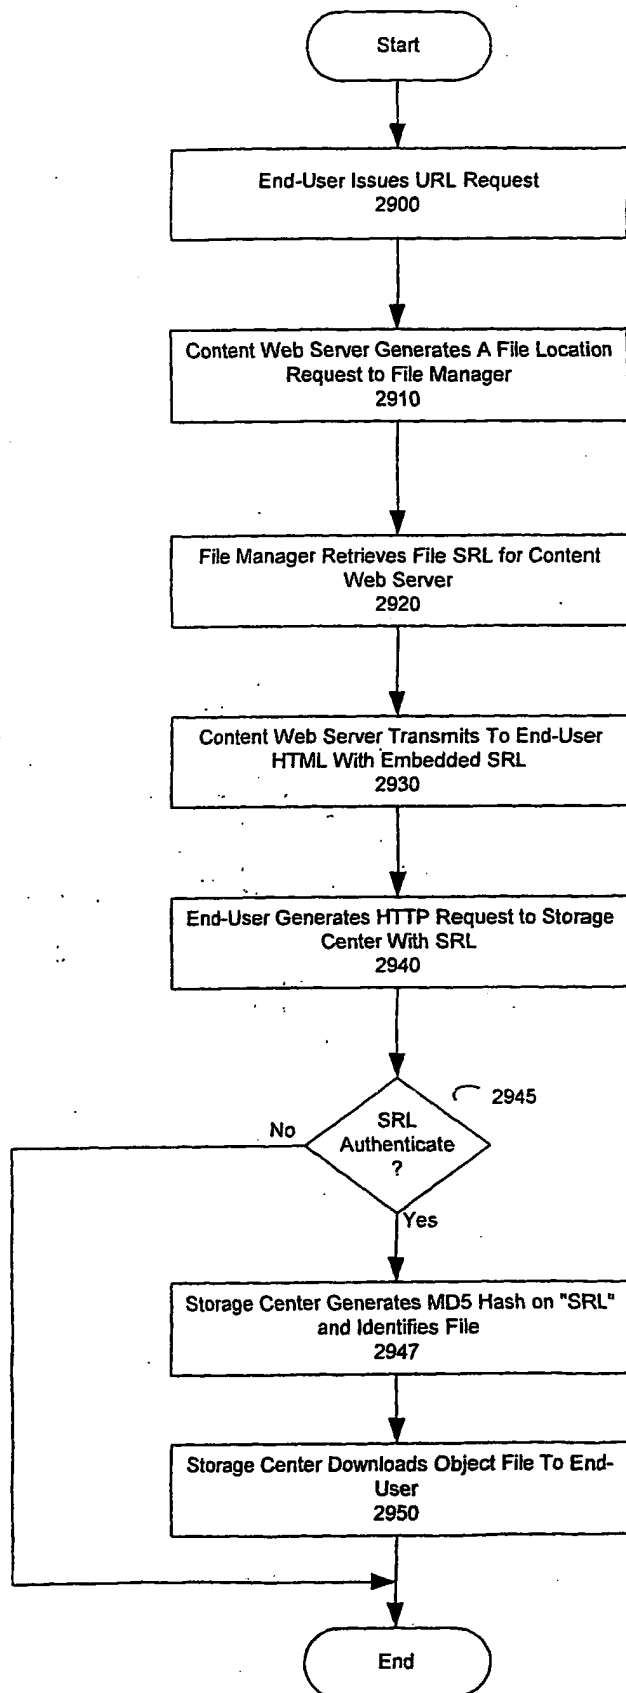 Start
End-User Issues URL Request
2900
Content Web Server Generates A File Location
Request to File Manager
2910
File Manager Retrieves File SRL for Content
Web Server
2920
Content Web Server Transmits To End-User
HTML With Embedded SRL
2930
End-User Generates HTTP Request to Storage
Center With SRL
2940
2945
SRL
Authenticate
?
No
Yes
Storage Center Generates MD5 Hash on "SRL"
and Identifies File
2947
Storage Center Downloads Object File To End-
User
2950
End